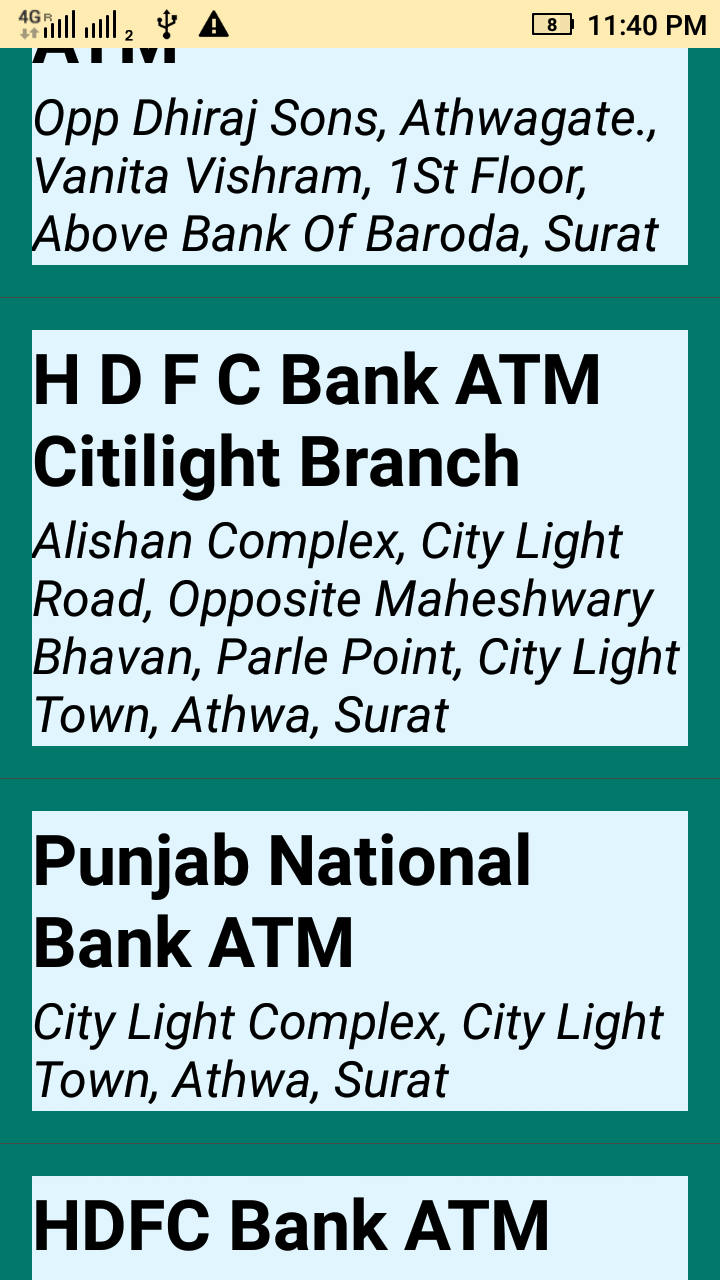 4G R 2 8 11:40 PM
ATM
Opp Dhiraj Sons, Athwagate.,
Vanita Vishram, 1St Floor,
Above Bank Of Baroda, Surat
H D F C Bank ATM
Citilight Branch
Alishan Complex, City Light
Road, Opposite Maheshwary
Bhavan, Parle Point, City Light
Town, Athwa, Surat
Punjab National
Bank ATM
City Light Complex, City Light
Town, Athwa, Surat
HDFC Bank ATM